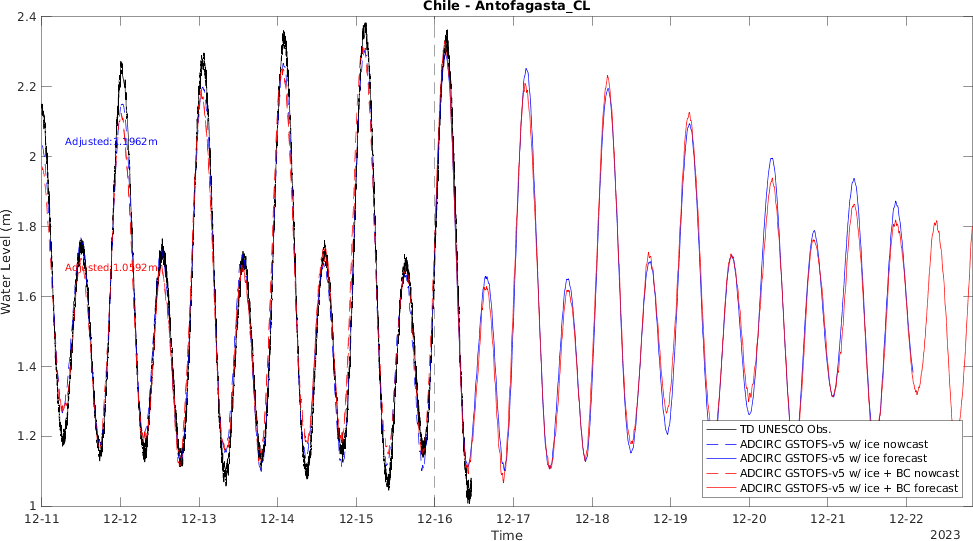 Chile - Antofagasta_CL
2.4
2.2
2
1.8
1.6
1.4
1.2
1
Water Level (m)
Adjusted:1.1962m
Adjusted:1.0592m
TD UNESCO Obs.
ADCIRC GSTOFS-v5 w/ ice nowcast
ADCIRC GSTOFS-v5 w/ ice forecast
ADCIRC GSTOFS-v5 w/ ice + BC nowcast
ADCIRC GSTOFS-v5 w/ ice + BC forecast
12-11 12-12 12-13 12-14 12-15 12-16 12-17 12-18 12-19 12-20 12-21 12-22
Time
2023